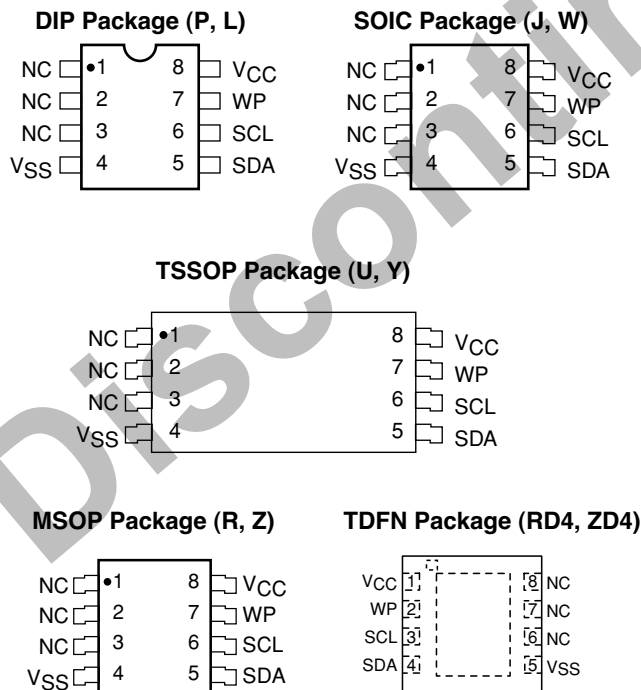 DIP Package (P, L)
NC 1 8 VCC
NC 2 7 WP
NC 3 6 SCL
VSS 4 5 SDA
SOIC Package (J, W)
NC 1 8 VCC
NC 2 7 WP
NC 3 6 SCL
VSS 4 5 SDA
TSSOP Package (U, Y)
NC 1 8 VCC
NC 2 7 WP
NC 3 6 SCL
VSS 4 5 SDA
MSOP Package (R, Z)
NC 1 8 VCC
NC 2 7 WP
NC 3 6 SCL
VSS 4 5 SDA
TDFN Package (RD4, ZD4)
VCC 1 8 NC
WP 2 7 NC
SCL 3 6 NC
SDA 4 5 VSS
Discontin